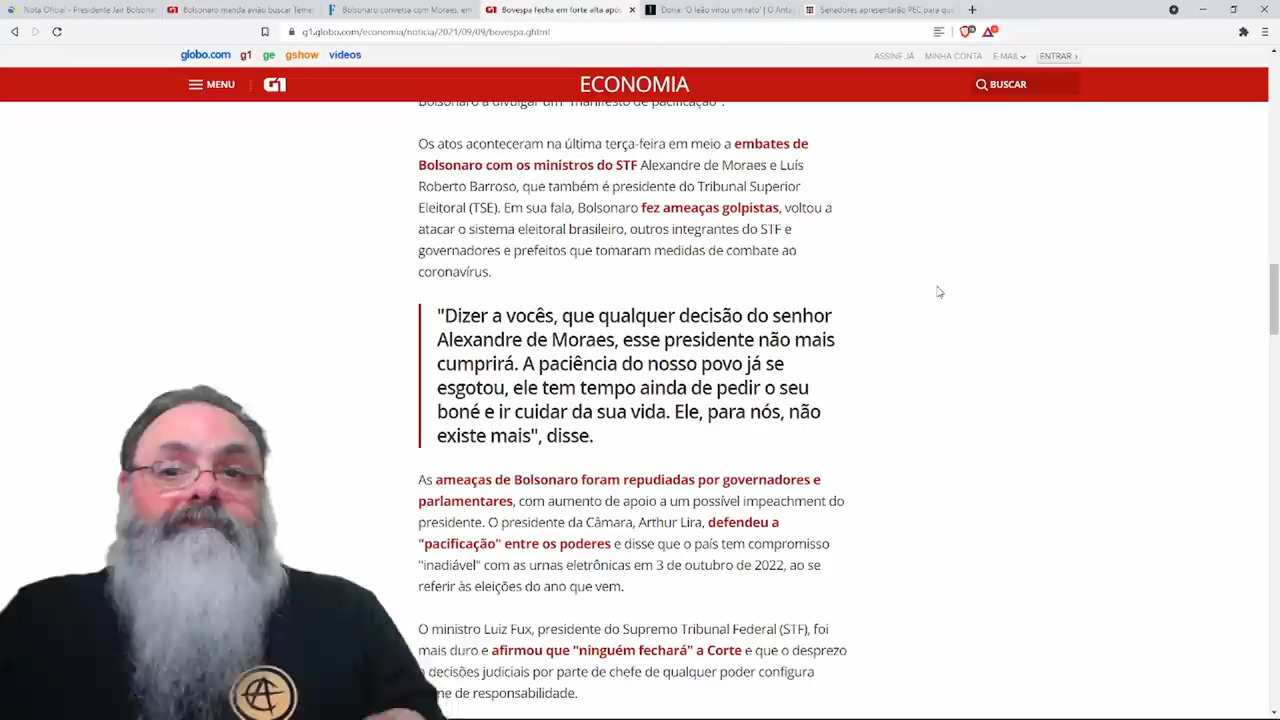 Nota Oficial - Presidente Jair Bolsonar
Bolsonaro manda avião buscar Temer
Bolsonaro conversa com Moraes, em
Bovespa fecha em forte alta após
Doria: 'O leão virou um rato' | O Antag
Senadores apresentarão PEC para que
g1.globo.com/economia/noticia/2021/09/09/bovespa.ghtml
globo.com g1 ge gshow videos
ASSINE JÁ MINHA CONTA E-MAIL ENTRAR ›
MENU G1 ECONOMIA BUSCAR
Bolsonaro a divulgar um "manifesto de pacificação".
Os atos aconteceram na última terça-feira em meio a embates de
Bolsonaro com os ministros do STF Alexandre de Moraes e Luís
Roberto Barroso, que também é presidente do Tribunal Superior
Eleitoral (TSE). Em sua fala, Bolsonaro fez ameaças golpistas, voltou a
atacar o sistema eleitoral brasileiro, outros integrantes do STF e
governadores e prefeitos que tomaram medidas de combate ao
coronavírus.
"Dizer a vocês, que qualquer decisão do senhor
Alexandre de Moraes, esse presidente não mais
cumprirá. A paciência do nosso povo já se
esgotou, ele tem tempo ainda de pedir o seu
boné e ir cuidar da sua vida. Ele, para nós, não
existe mais", disse.
As ameaças de Bolsonaro foram repudiadas por governadores e
parlamentares, com aumento de apoio a um possível impeachment do
presidente. O presidente da Câmara, Arthur Lira, defendeu a
"pacificação" entre os poderes e disse que o país tem compromisso
"inadiável" com as urnas eletrônicas em 3 de outubro de 2022, ao se
referir às eleições do ano que vem.
O ministro Luiz Fux, presidente do Supremo Tribunal Federal (STF), foi
mais duro e afirmou que "ninguém fechará" a Corte e que o desprezo
decisões judiciais por parte de chefe de qualquer poder configura
me de responsabilidade.